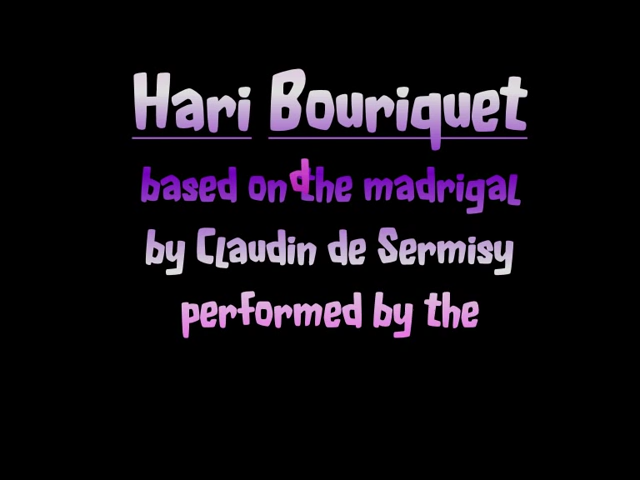 Hari Bouriquet
based on the madrigal
by Claudin de Sermisy
performed by the